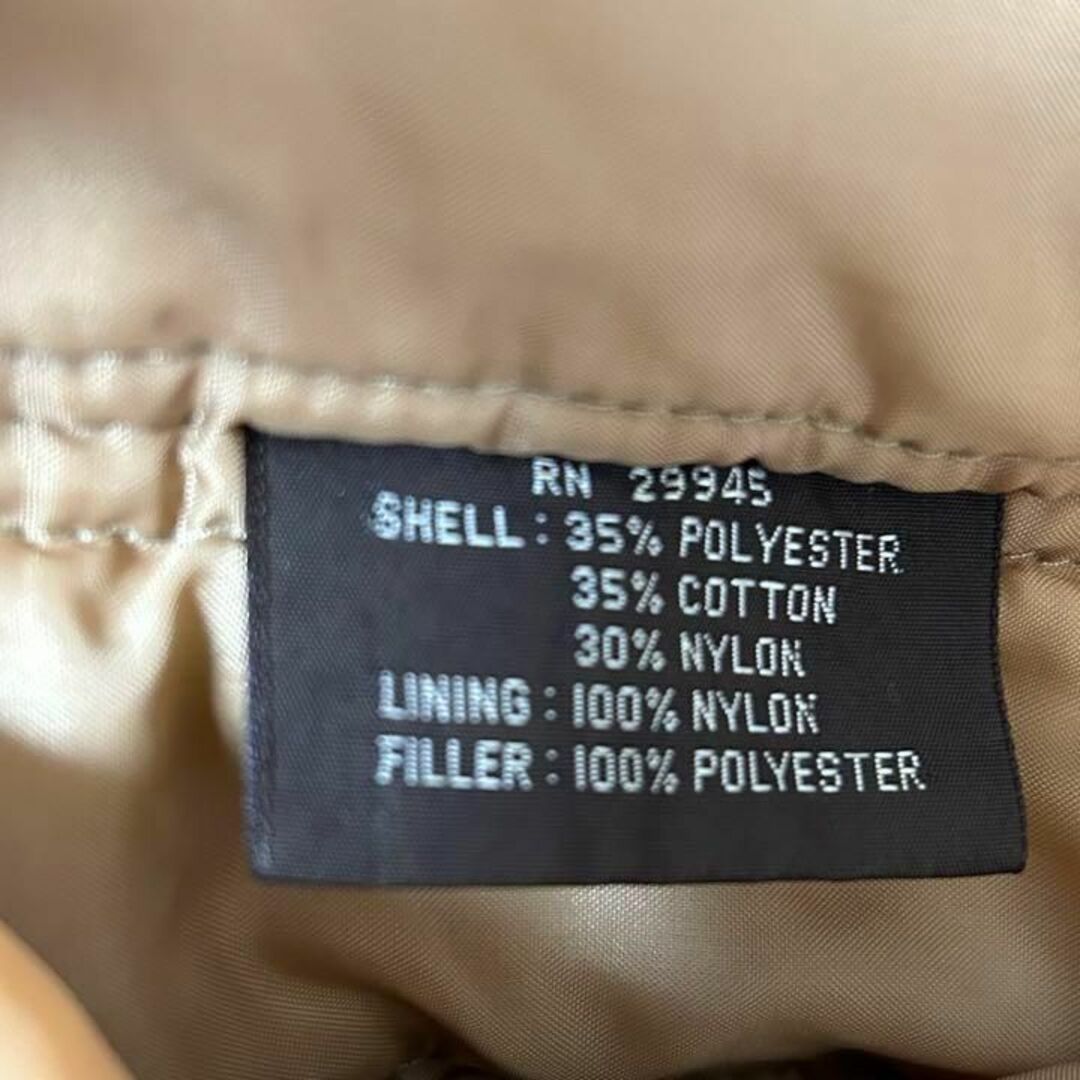 RN 29945
SHELL : 35% POLYESTER
35% COTTON
30% NYLON
LINING : 100% NYLON
FILLER : 100% POLYESTER